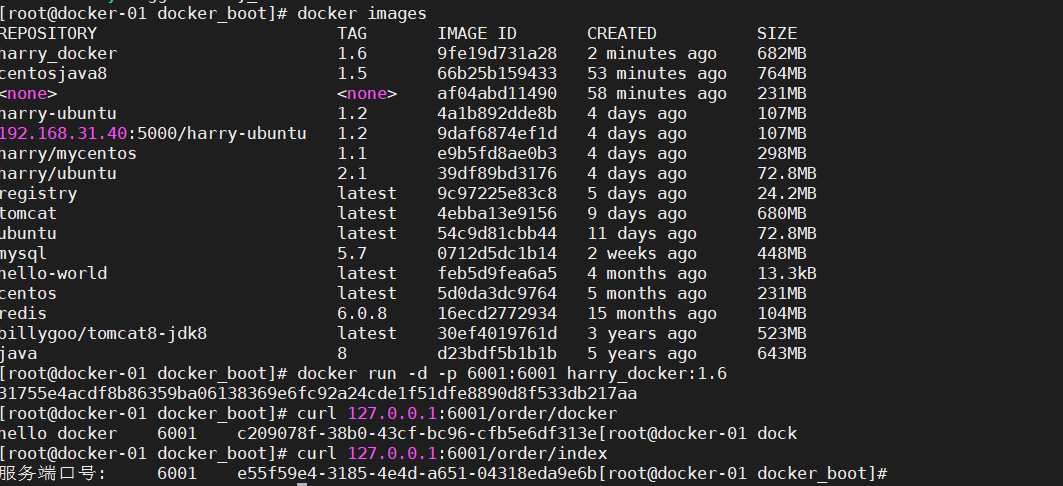 [root@docker-01 docker_boot]# docker images
REPOSITORY TAG IMAGE ID CREATED SIZE
harry_docker 1.6 9fe19d731a28 2 minutes ago 682MB
centosjava8 1.5 66b25b159433 53 minutes ago 764MB
<none> <none> af04abd11490 58 minutes ago 231MB
harry-ubuntu 1.2 4a1b892dde8b 4 days ago 107MB
192.168.31.40:5000/harry-ubuntu 1.2 9daf6874ef1d 4 days ago 107MB
harry/mycentos 1.1 e9b5fd8ae0b3 4 days ago 298MB
harry/ubuntu 2.1 39df89bd3176 4 days ago 72.8MB
registry latest 9c97225e83c8 5 days ago 24.2MB
tomcat latest 4ebba13e9156 9 days ago 680MB
ubuntu latest 54c9d81cbb44 11 days ago 72.8MB
mysql 5.7 0712d5dc1b14 2 weeks ago 448MB
hello-world latest feb5d9fea6a5 4 months ago 13.3kB
centos latest 5d0da3dc9764 5 months ago 231MB
redis 6.0.8 16ecd2772934 15 months ago 104MB
billygoo/tomcat8-jdk8 latest 30ef4019761d 3 years ago 523MB
java 8 d23bdf5b1b1b 5 years ago 643MB
[root@docker-01 docker_boot]# docker run -d -p 6001:6001 harry_docker:1.6
31755e4acdf8b86359ba06138369e6fc92a24cde1f51dfe8890d8f533db217aa
[root@docker-01 docker_boot]# curl 127.0.0.1:6001/order/docker
hello docker 6001 c209078f-38b0-43cf-bc96-cfb5e6df313e[root@docker-01 dock
[root@docker-01 docker_boot]# curl 127.0.0.1:6001/order/index
服务端口号: 6001 e55f59e4-3185-4e4d-a651-04318eda9e6b[root@docker-01 docker_boot]#